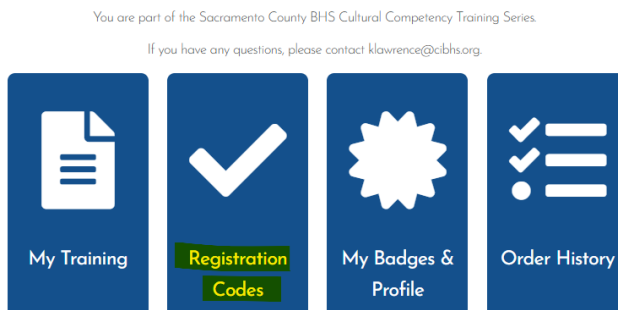 You are part of the Sacramento County BHS Cultural Competency Training Series.
If you have any questions, please contact klawrence@cibhs.org.
My Training
Registration
Codes
My Badges &
Profile
Order History